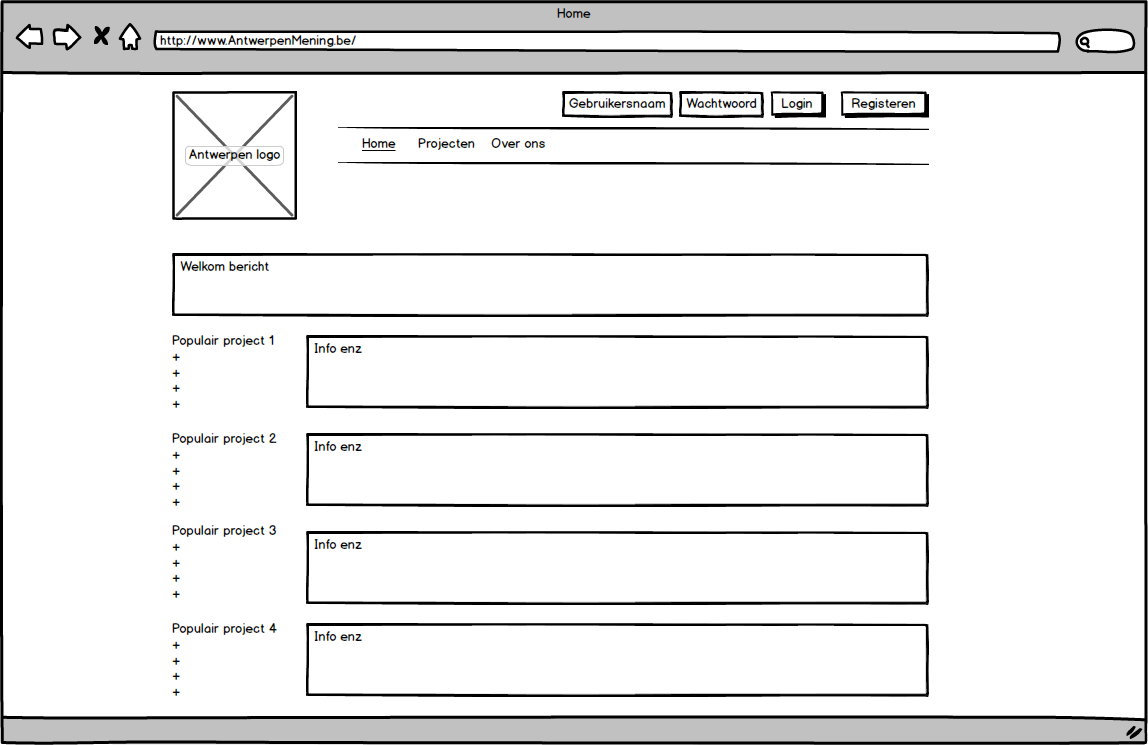 Home
http://www.AntwerpenMening.be/
Gebruikersnaam Wachtwoord Login Registeren
Antwerpen logo
Home Projecten Over ons
Welkom bericht
Populair project 1
+
+
+
+
Info enz
Populair project 2
+
+
+
+
Info enz
Populair project 3
+
+
+
+
Info enz
Populair project 4
+
+
+
+
Info enz